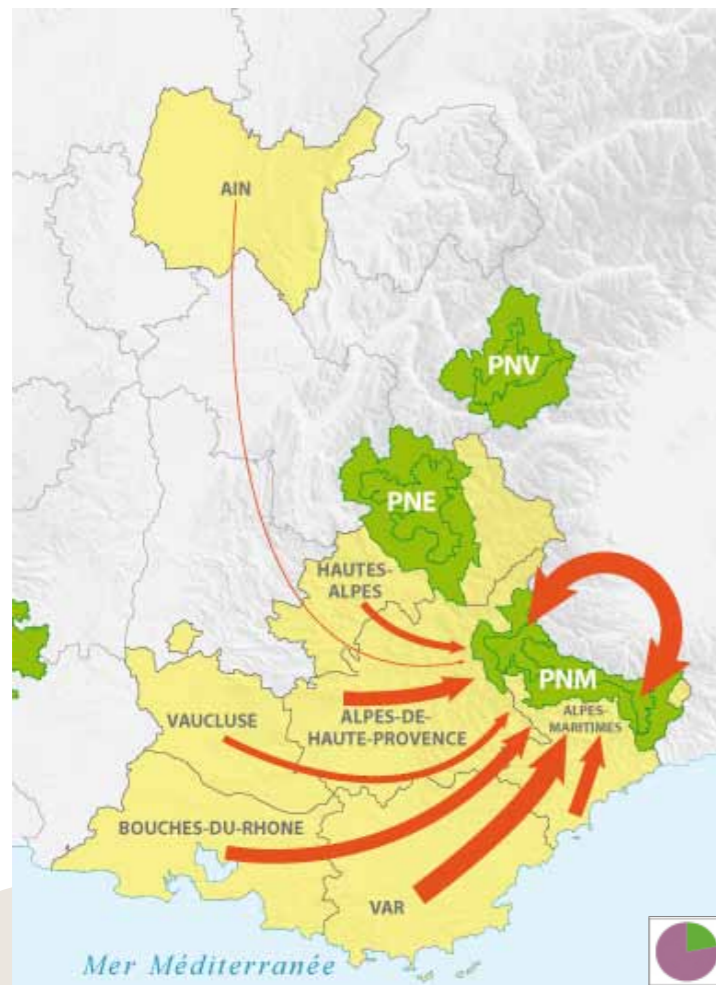 AIN
PNV
PNE
HAUTES-
ALPES
PNM
ALPES-
MARITIMES
VAUCLUSE
ALPES-DE-
HAUTE-PROVENCE
BOUCHES-DU-RHONE
VAR
Mer Méditerranée